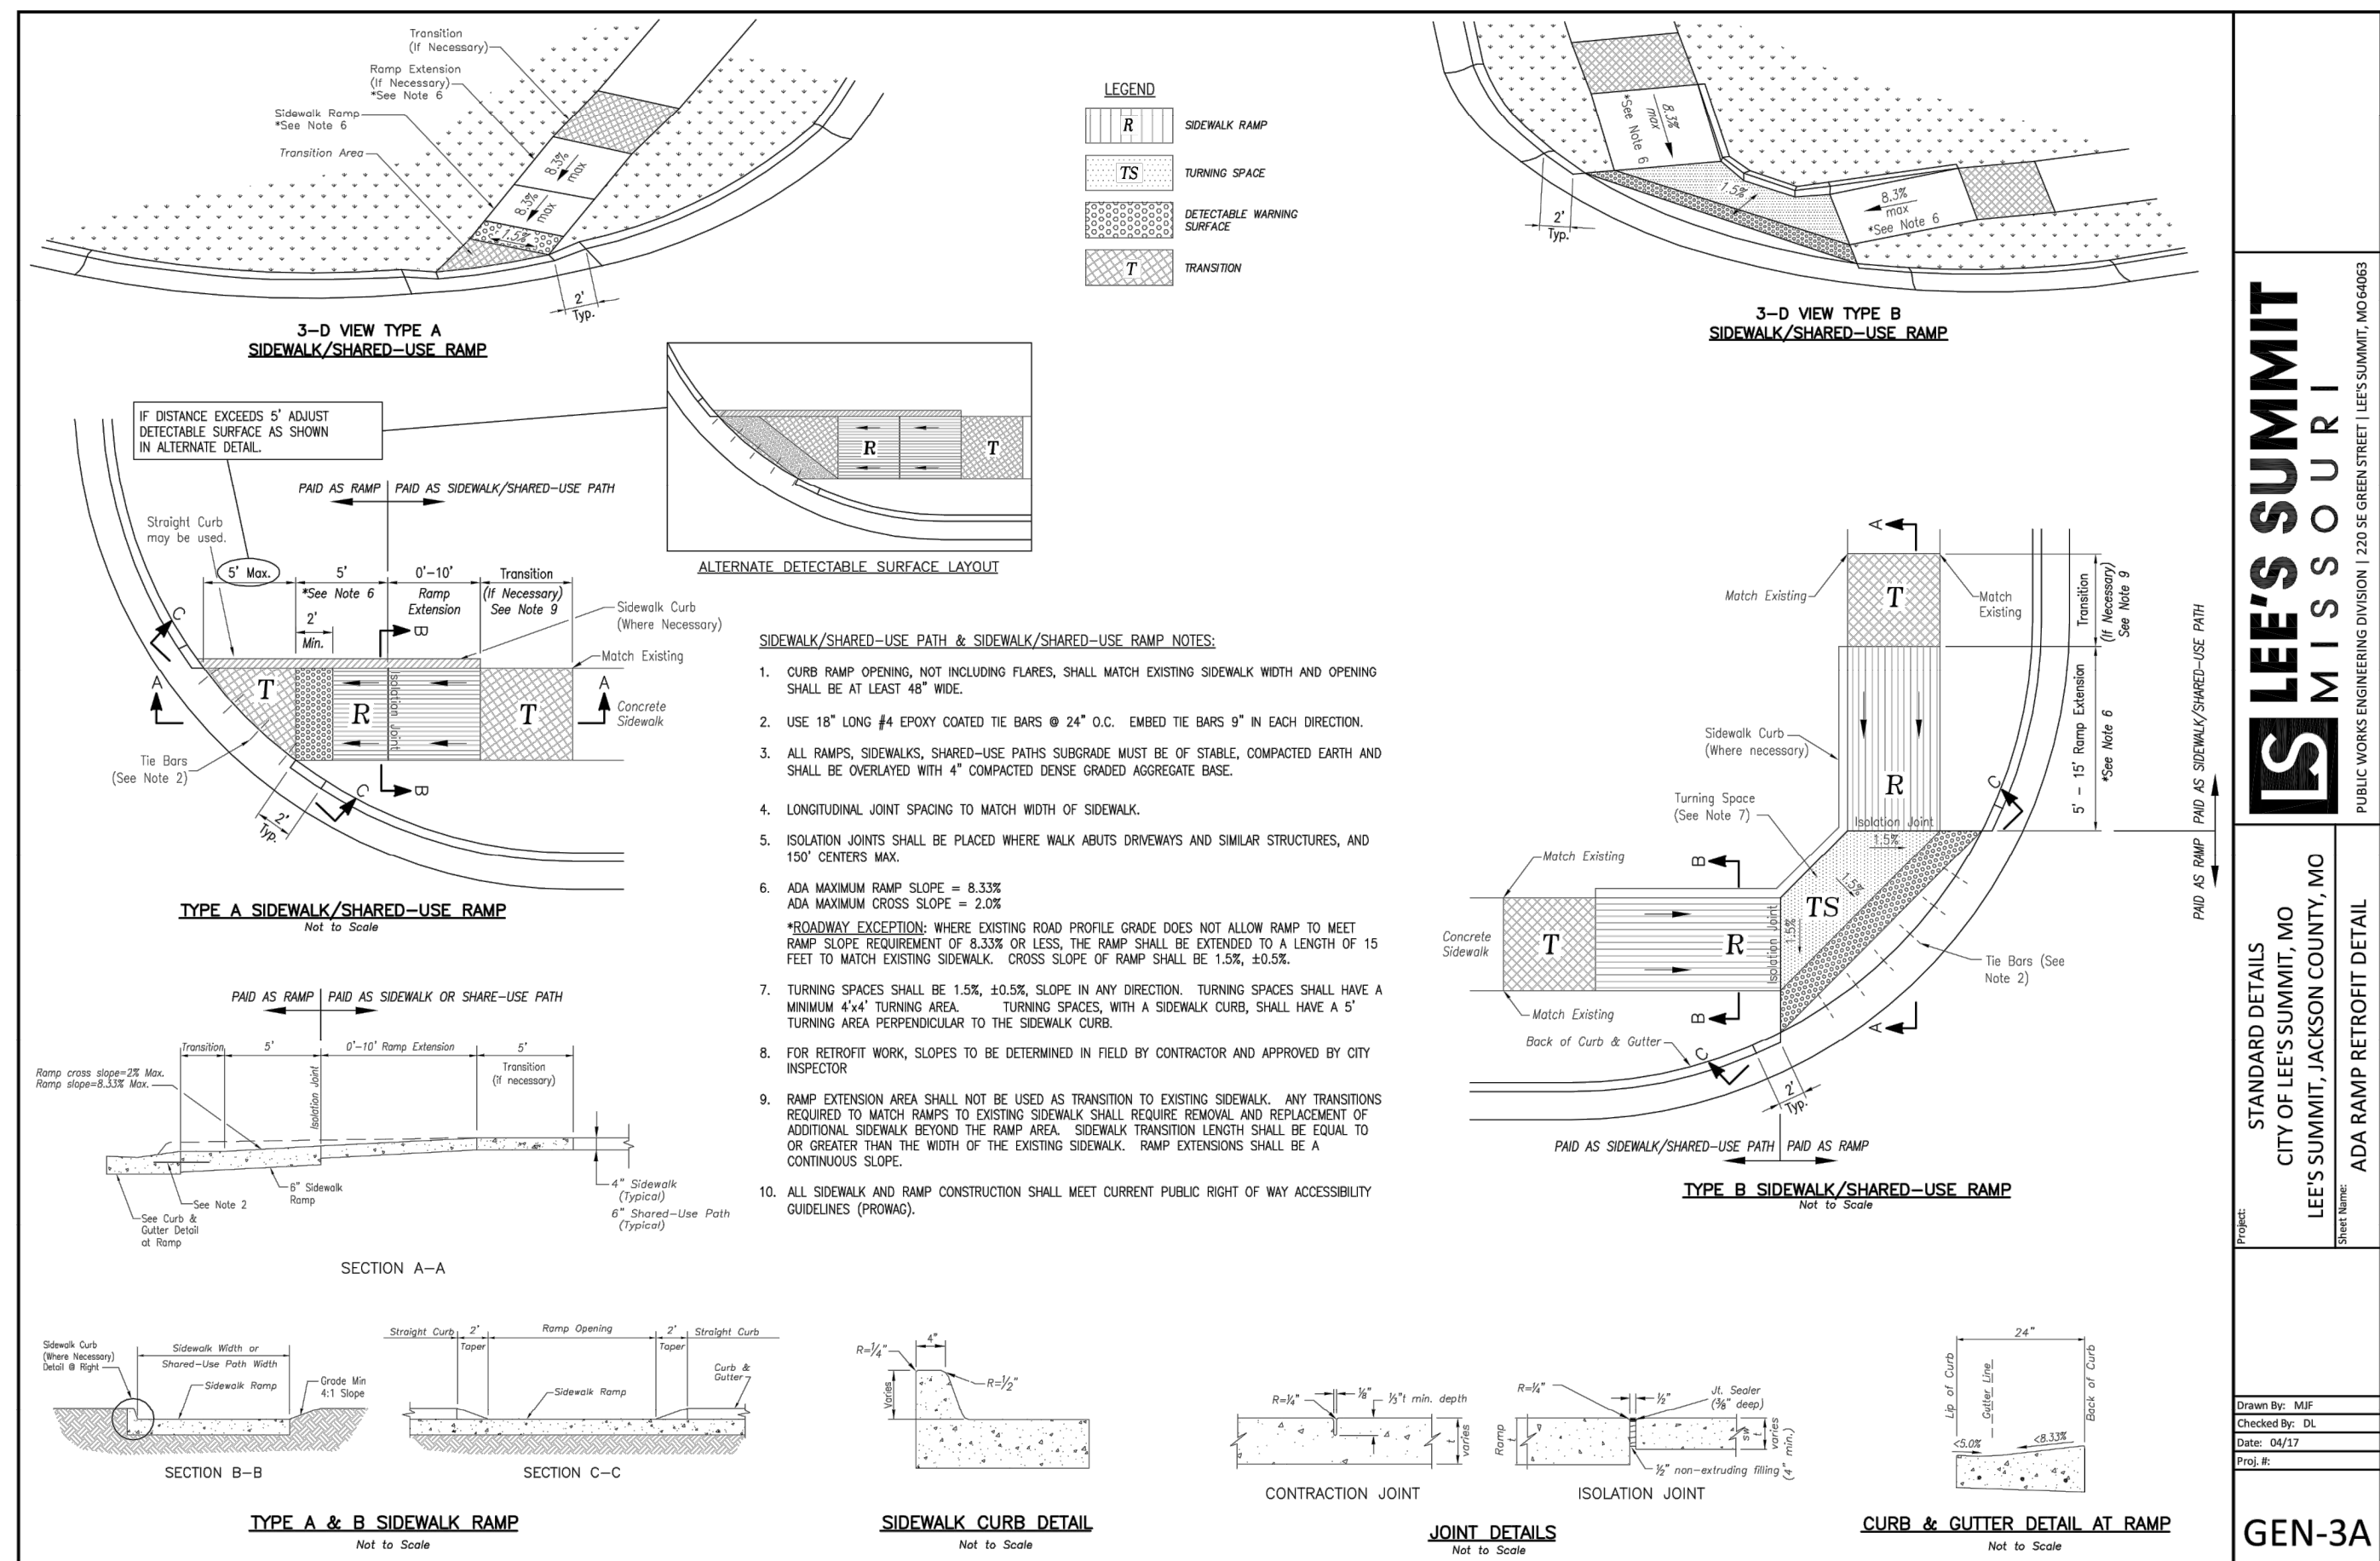 Transition
(If Necessary)
Ramp Extension
(If Necessary)
*See Note 6
Sidewalk Ramp
*See Note 6
Transition Area
8.3%
max
8.3%
max
1.5%
2'
Typ.
3-D VIEW TYPE A
SIDEWALK/SHARED-USE RAMP
LEGEND
R
SIDEWALK RAMP
TS
TURNING SPACE
DETECTABLE WARNING
SURFACE
T
TRANSITION
8.3%
max
*See Note 6
1.5%
8.3%
max
*See Note 6
2'
Typ.
3-D VIEW TYPE B
SIDEWALK/SHARED-USE RAMP
IF DISTANCE EXCEEDS 5' ADJUST
DETECTABLE SURFACE AS SHOWN
IN ALTERNATE DETAIL.
R
T
ALTERNATE DETECTABLE SURFACE LAYOUT
PAID AS RAMP
PAID AS SIDEWALK/SHARED-USE PATH
Straight Curb
may be used.
5' Max.
5'
*See Note 6
0'-10'
Ramp
Extension
Transition
(If Necessary)
See Note 9
2'
Min.
B
Sidewalk Curb
(Where Necessary)
Match Existing
C
A
T
R
Isolation Joint
T
A
Concrete
Sidewalk
Tie Bars
(See Note 2)
C
B
2'
Typ.
TYPE A SIDEWALK/SHARED-USE RAMP
Not to Scale
PAID AS RAMP
PAID AS SIDEWALK OR SHARE-USE PATH
Transition
5'
0'-10' Ramp Extension
5'
Transition
(if necessary)
Ramp cross slope=2% Max.
Ramp slope=8.33% Max.
Isolation Joint
See Note 2
6" Sidewalk
Ramp
See Curb &
Gutter Detail
at Ramp
4" Sidewalk
(Typical)
6" Shared-Use Path
(Typical)
SECTION A-A
SIDEWALK/SHARED-USE PATH & SIDEWALK/SHARED-USE RAMP NOTES:
1. CURB RAMP OPENING, NOT INCLUDING FLARES, SHALL MATCH EXISTING SIDEWALK WIDTH AND OPENING
SHALL BE AT LEAST 48" WIDE.
2. USE 18" LONG #4 EPOXY COATED TIE BARS @ 24" O.C. EMBED TIE BARS 9" IN EACH DIRECTION.
3. ALL RAMPS, SIDEWALKS, SHARED-USE PATHS SUBGRADE MUST BE OF STABLE, COMPACTED EARTH AND
SHALL BE OVERLAYED WITH 4" COMPACTED DENSE GRADED AGGREGATE BASE.
4. LONGITUDINAL JOINT SPACING TO MATCH WIDTH OF SIDEWALK.
5. ISOLATION JOINTS SHALL BE PLACED WHERE WALK ABUTS DRIVEWAYS AND SIMILAR STRUCTURES, AND
150' CENTERS MAX.
6. ADA MAXIMUM RAMP SLOPE = 8.33%
ADA MAXIMUM CROSS SLOPE = 2.0%
*ROADWAY EXCEPTION: WHERE EXISTING ROAD PROFILE GRADE DOES NOT ALLOW RAMP TO MEET
RAMP SLOPE REQUIREMENT OF 8.33% OR LESS, THE RAMP SHALL BE EXTENDED TO A LENGTH OF 15
FEET TO MATCH EXISTING SIDEWALK. CROSS SLOPE OF RAMP SHALL BE 1.5%, ±0.5%.
7. TURNING SPACES SHALL BE 1.5%, ±0.5%, SLOPE IN ANY DIRECTION. TURNING SPACES SHALL HAVE A
MINIMUM 4'x4' TURNING AREA. TURNING SPACES, WITH A SIDEWALK CURB, SHALL HAVE A 5'
TURNING AREA PERPENDICULAR TO THE SIDEWALK CURB.
8. FOR RETROFIT WORK, SLOPES TO BE DETERMINED IN FIELD BY CONTRACTOR AND APPROVED BY CITY
INSPECTOR
9. RAMP EXTENSION AREA SHALL NOT BE USED AS TRANSITION TO EXISTING SIDEWALK. ANY TRANSITIONS
REQUIRED TO MATCH RAMPS TO EXISTING SIDEWALK SHALL REQUIRE REMOVAL AND REPLACEMENT OF
ADDITIONAL SIDEWALK BEYOND THE RAMP AREA. SIDEWALK TRANSITION LENGTH SHALL BE EQUAL TO
OR GREATER THAN THE WIDTH OF THE EXISTING SIDEWALK. RAMP EXTENSIONS SHALL BE A
CONTINUOUS SLOPE.
10. ALL SIDEWALK AND RAMP CONSTRUCTION SHALL MEET CURRENT PUBLIC RIGHT OF WAY ACCESSIBILITY
GUIDELINES (PROWAG).
A
Match Existing
T
Match
Existing
Transition
(If Necessary)
See Note 9
Sidewalk Curb
(Where necessary)
5' - 15' Ramp Extension
*See Note 6
PAID AS SIDEWALK/SHARED-USE PATH
PAID AS RAMP
R
C
Turning Space
(See Note 7)
Isolation Joint
1.5%
Match Existing
B
1.5%
TS
Concrete
Sidewalk
T
R
Isolation Joint
1.5%
Tie Bars (See
Note 2)
Match Existing
B
A
Back of Curb & Gutter
C
2'
Typ.
PAID AS SIDEWALK/SHARED-USE PATH
PAID AS RAMP
TYPE B SIDEWALK/SHARED-USE RAMP
Not to Scale
Sidewalk Curb
(Where Necessary)
Detail @ Right
Sidewalk Width or
Shared-Use Path Width
Sidewalk Ramp
Grade Min
4:1 Slope
SECTION B-B
Straight Curb
2'
Taper
Ramp Opening
2'
Taper
Straight Curb
Curb &
Gutter
Sidewalk Ramp
SECTION C-C
TYPE A & B SIDEWALK RAMP
Not to Scale
4"
R=1/4"
R=1/2"
Varies
SIDEWALK CURB DETAIL
Not to Scale
R=1/4"
1/8"
1/3"t min. depth
t
varies
CONTRACTION JOINT
R=1/4"
1/2"
Jt. Sealer
(3/8" deep)
Ramp
t
sw
t
varies
(4" min.)
1/2" non-extruding filling
ISOLATION JOINT
JOINT DETAILS
Not to Scale
24"
Lip of Curb
Gutter Line
Back of Curb
<5.0%
<8.33%
CURB & GUTTER DETAIL AT RAMP
Not to Scale
LS
LEE'S SUMMIT
MISSOURI
PUBLIC WORKS ENGINEERING DIVISION | 220 SE GREEN STREET | LEE'S SUMMIT, MO 64063
Project:
STANDARD DETAILS
CITY OF LEE'S SUMMIT, MO
LEE'S SUMMIT, JACKSON COUNTY, MO
Sheet Name:
ADA RAMP RETROFIT DETAIL
Drawn By: MJF
Checked By: DL
Date: 04/17
Proj. #:
GEN-3A